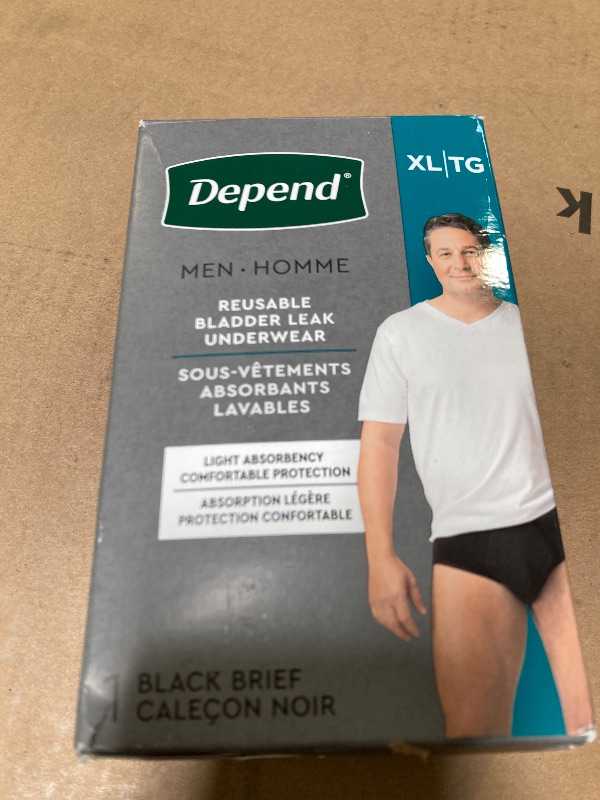 XL|TG
Depend®
MEN • HOMME
REUSABLE
BLADDER LEAK
UNDERWEAR
SOUS-VÊTEMENTS
ABSORBANTS
LAVABLES
LIGHT ABSORBENCY
COMFORTABLE PROTECTION
ABSORPTION LÉGÈRE
PROTECTION CONFORTABLE
1 BLACK BRIEF
CALEÇON NOIR
K